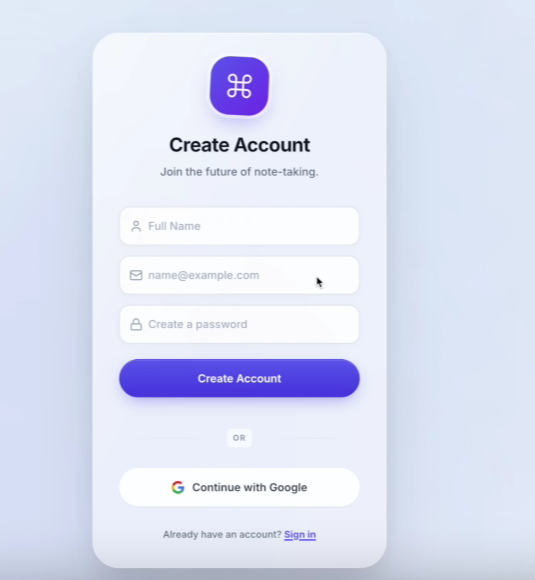 Create Account
Join the future of note-taking.
Full Name
name@example.com
Create a password
Create Account
OR
Continue with Google
Already have an account? Sign in